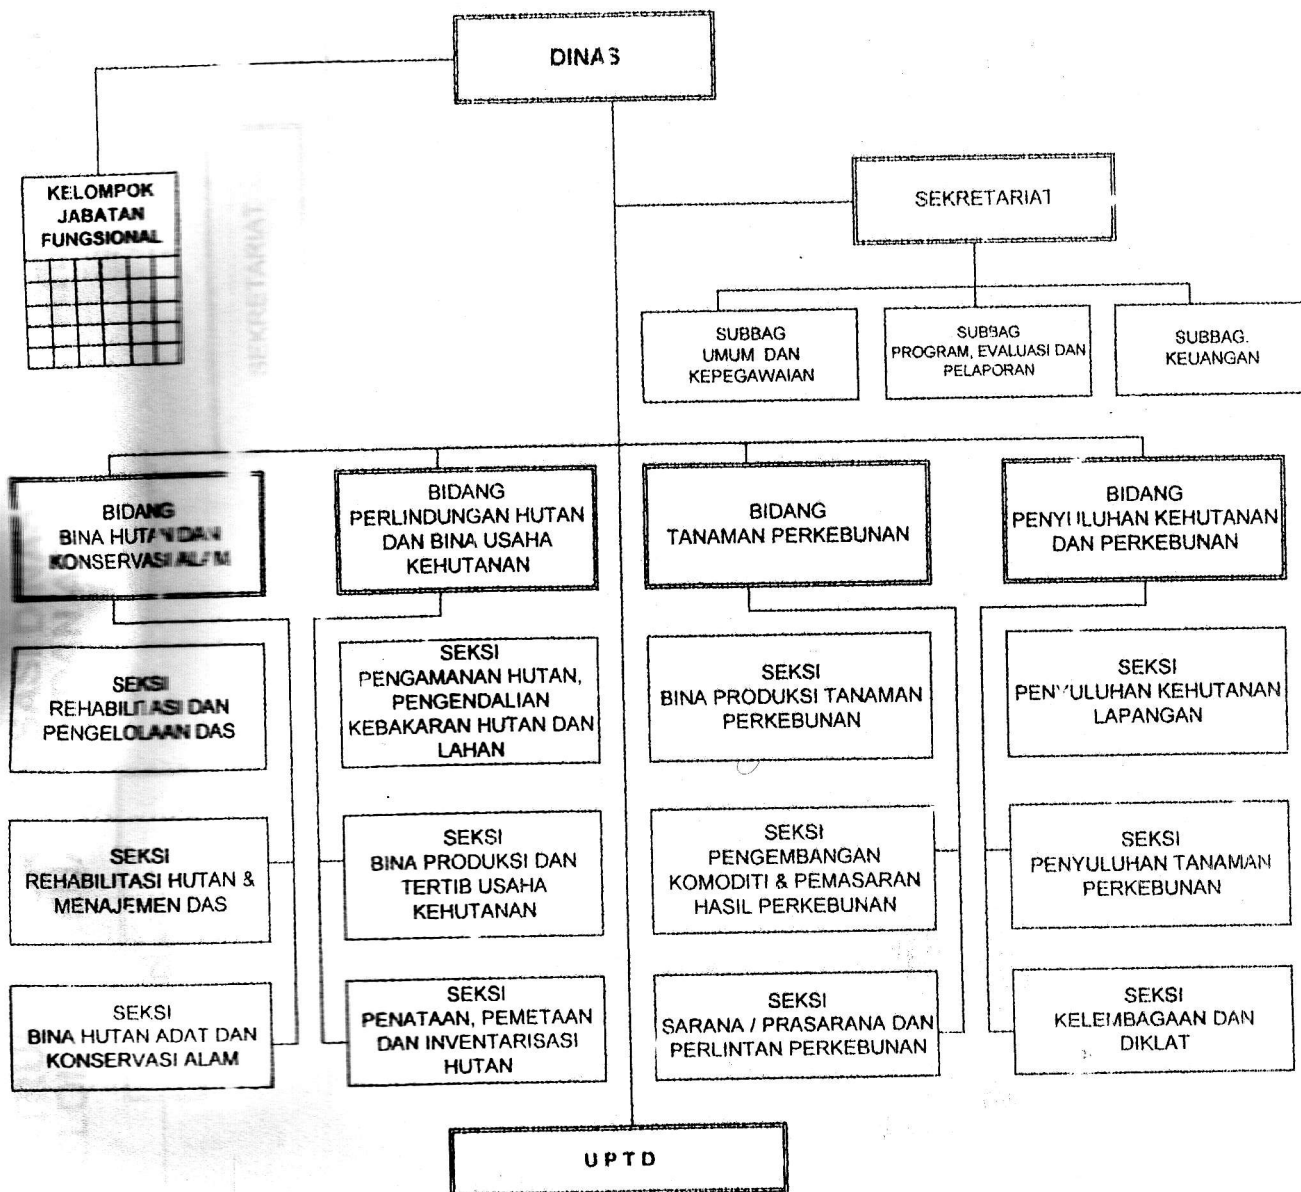 DINAS
KELOMPOK
JABATAN
FUNGSIONAL
SEKRETARIAT
SEKRETARIAT
SUBBAG
UMUM DAN
KEPEGAWAIAN
SUBBAG
PROGRAM, EVALUASI DAN
PELAPORAN
SUBBAG.
KEUANGAN
BIDANG
BINA HUTAN DAN
KONSERVASI ALAM
BIDANG
PERLINDUNGAN HUTAN
DAN BINA USAHA
KEHUTANAN
BIDANG
TANAMAN PERKEBUNAN
BIDANG
PENYULUHAN KEHUTANAN
DAN PERKEBUNAN
SEKSI
REHABILITASI DAN
PENGELOLAAN DAS
SEKSI
PENGAMANAN HUTAN,
PENGENDALIAN
KEBAKARAN HUTAN DAN
LAHAN
SEKSI
BINA PRODUKSI TANAMAN
PERKEBUNAN
SEKSI
PENYULUHAN KEHUTANAN
LAPANGAN
SEKSI
REHABILITASI HUTAN &
MENAJEMEN DAS
SEKSI
BINA PRODUKSI DAN
TERTIB USAHA
KEHUTANAN
SEKSI
PENGEMBANGAN
KOMODITI & PEMASARAN
HASIL PERKEBUNAN
SEKSI
PENYULUHAN TANAMAN
PERKEBUNAN
SEKSI
BINA HUTAN ADAT DAN
KONSERVASI ALAM
SEKSI
PENATAAN, PEMETAAN
DAN INVENTARISASI
HUTAN
SEKSI
SARANA / PRASARANA DAN
PERLINTAN PERKEBUNAN
SEKSI
KELEMBAGAAN DAN
DIKLAT
UPTD